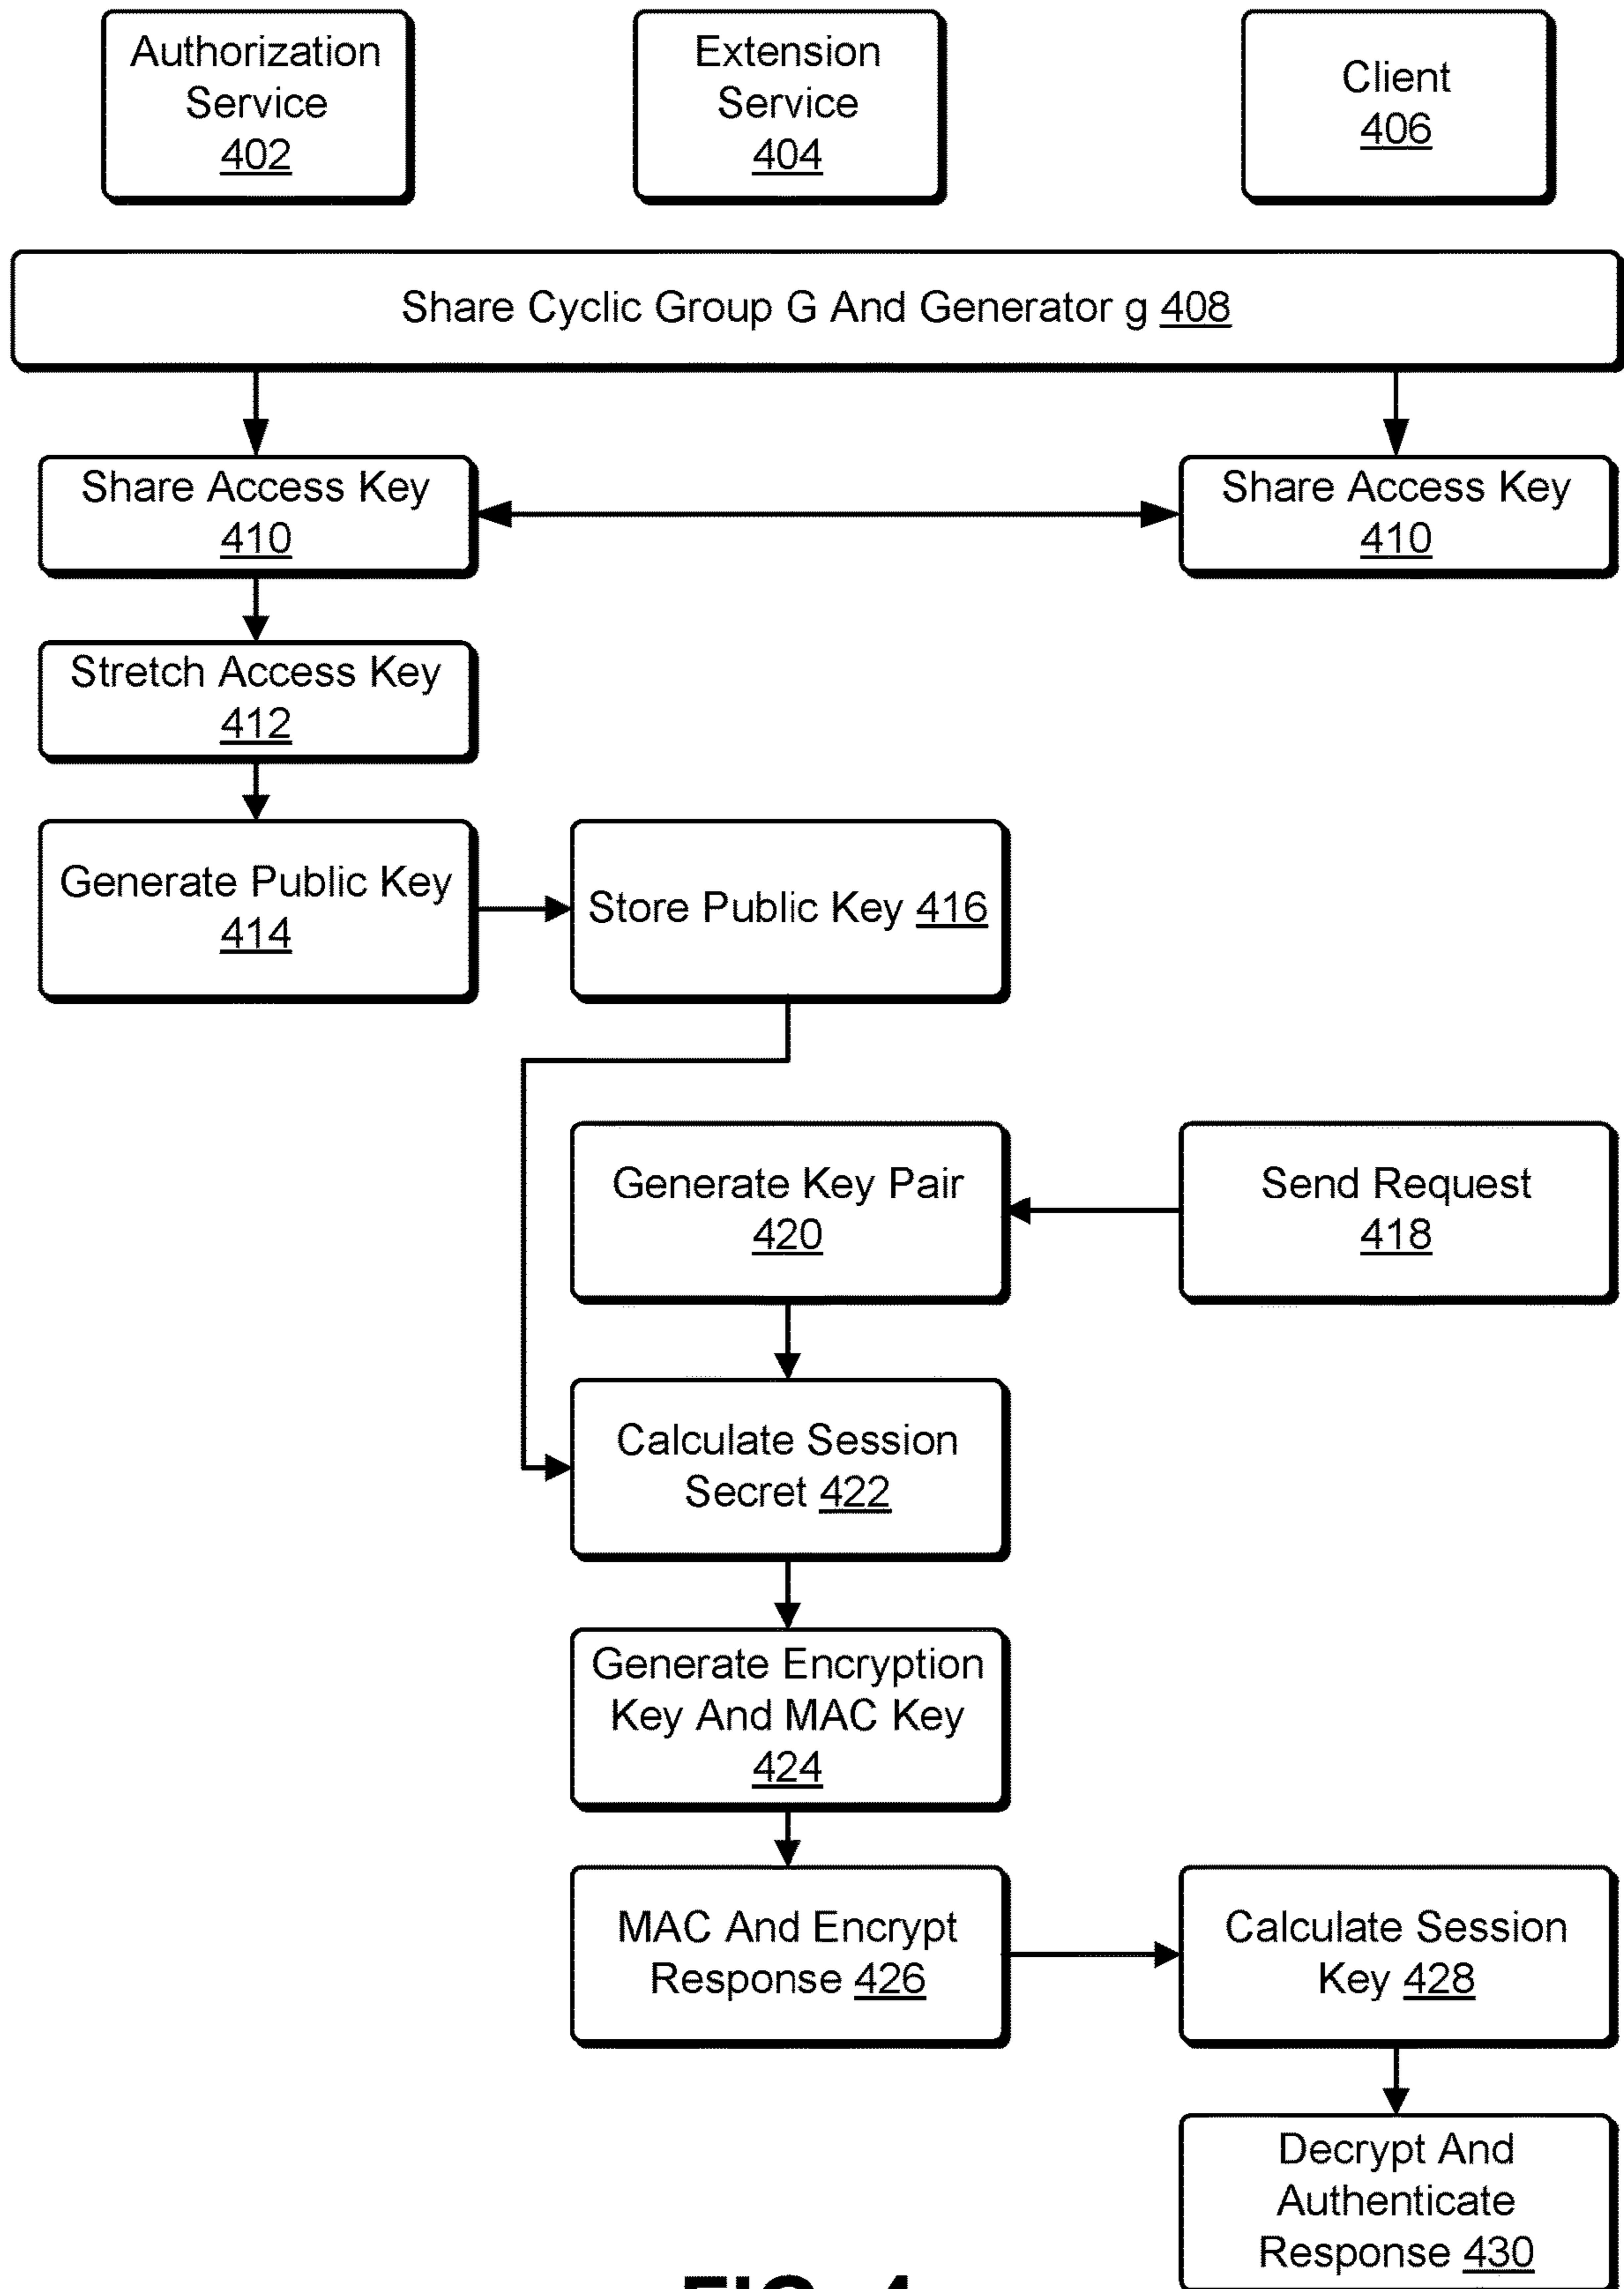 Authorization
Service
402
Extension
Service
404
Client
406
Share Cyclic Group G And Generator g 408
Share Access Key
410
Share Access Key
410
Stretch Access Key
412
Generate Public Key
414
Store Public Key 416
Generate Key Pair
420
Send Request
418
Calculate Session
Secret 422
Generate Encryption
Key And MAC Key
424
MAC And Encrypt
Response 426
Calculate Session
Key 428
Decrypt And
Authenticate
Response 430